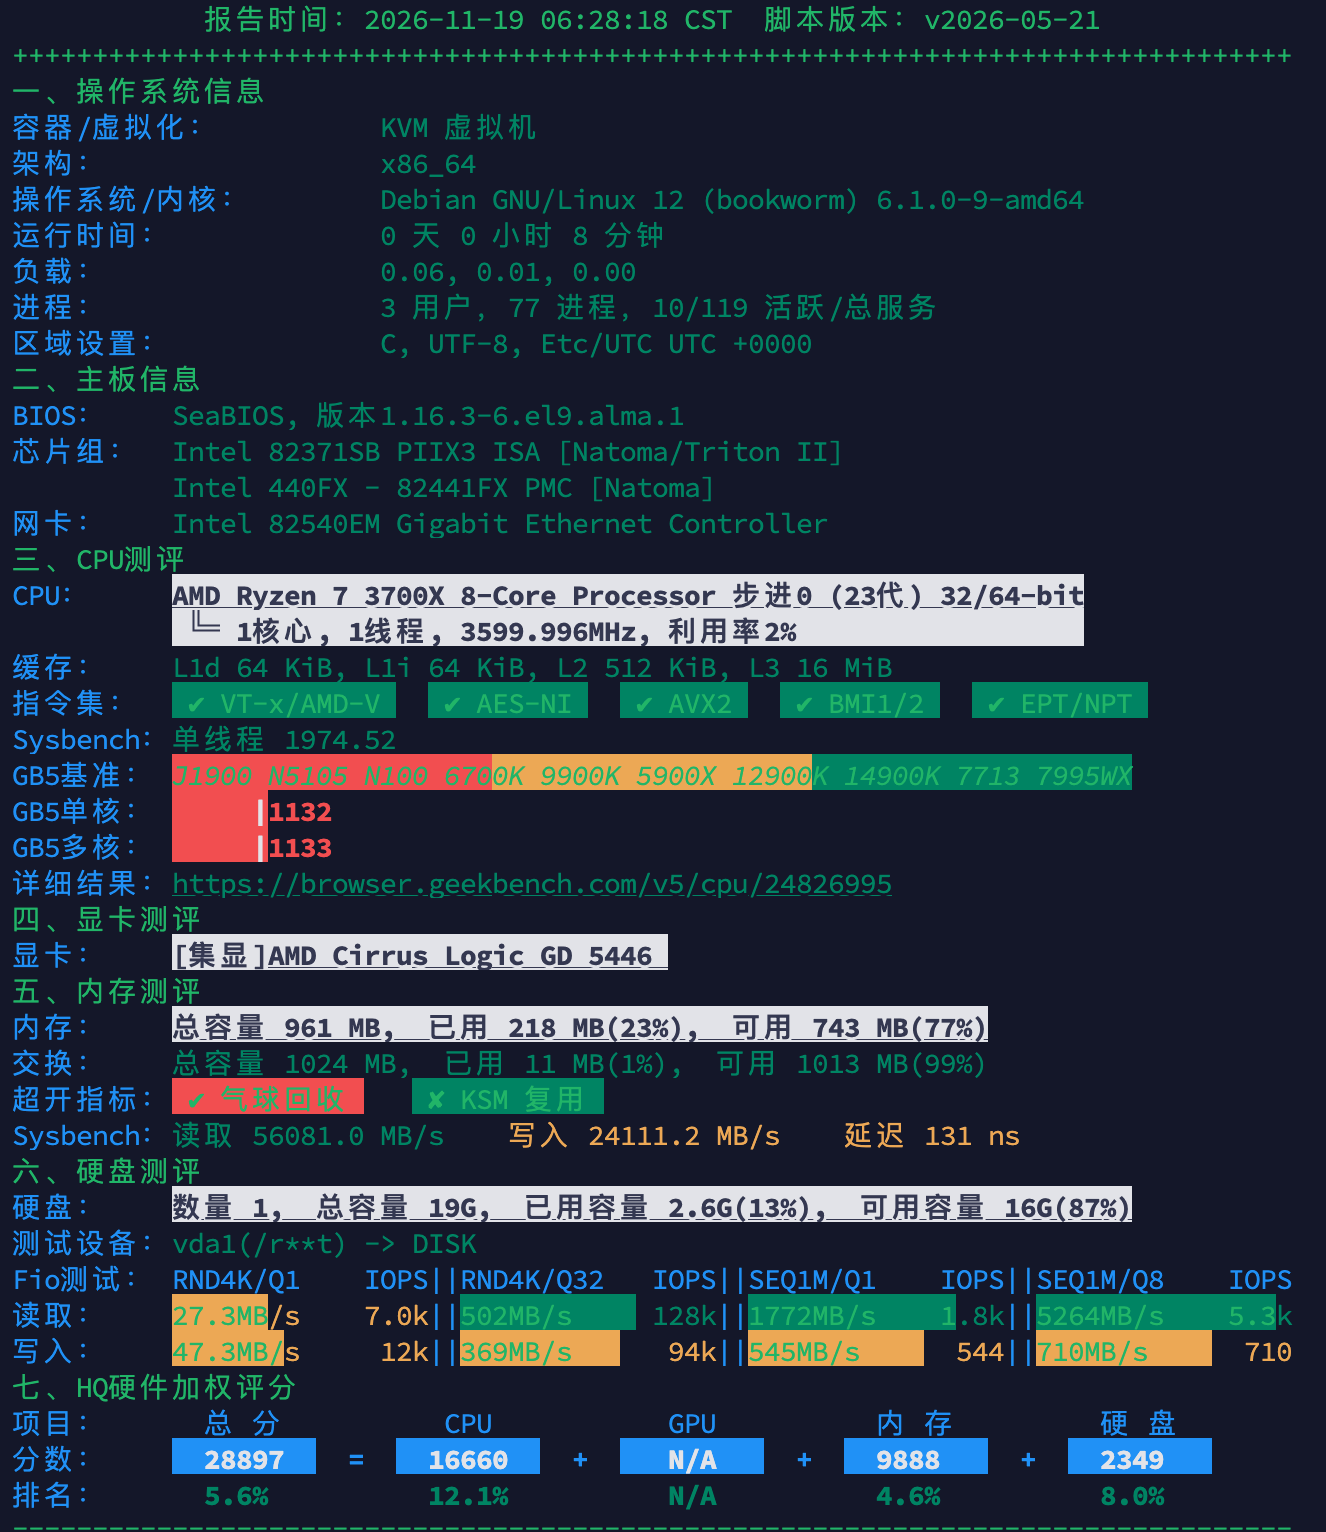 报告时间：2026-11-19 06:28:18 CST  脚本版本：v2026-05-21
++++++++++++++++++++++++++++++++++++++++++++++++++++++++++++++++++++++++++++++++
一、操作系统信息
容器/虚拟化：KVM 虚拟机
架构：x86_64
操作系统/内核：Debian GNU/Linux 12 (bookworm) 6.1.0-9-amd64
运行时间：0 天 0 小时 8 分钟
负载：0.06, 0.01, 0.00
进程：3 用户, 77 进程, 10/119 活跃/总服务
区域设置：C, UTF-8, Etc/UTC UTC +0000
二、主板信息
BIOS: SeaBIOS, 版本1.16.3-6.el9.alma.1
芯片组：Intel 82371SB PIIX3 ISA [Natoma/Triton II]
Intel 440FX - 82441FX PMC [Natoma]
网卡：Intel 82540EM Gigabit Ethernet Controller
三、CPU测评
CPU: AMD Ryzen 7 3700X 8-Core Processor 步进0 (23代) 32/64-bit
╚═ 1核心, 1线程, 3599.996MHz, 利用率2%
缓存：L1d 64 KiB, L1i 64 KiB, L2 512 KiB, L3 16 MiB
指令集：✔ VT-x/AMD-V  ✔ AES-NI  ✔ AVX2  ✔ BMI1/2  ✔ EPT/NPT
Sysbench: 单线程 1974.52
GB5基准：J1900 N5105 N100 6700K 9900K 5900X 12900K 14900K 7713 7995WX
GB5单核：|1132
GB5多核：|1133
详细结果：https://browser.geekbench.com/v5/cpu/24826995
四、显卡测评
显卡：[集显]AMD Cirrus Logic GD 5446
五、内存测评
内存：总容量 961 MB, 已用 218 MB(23%), 可用 743 MB(77%)
交换：总容量 1024 MB, 已用 11 MB(1%), 可用 1013 MB(99%)
超开指标：✔ 气球回收  ✘ KSM 复用
Sysbench: 读取 56081.0 MB/s  写入 24111.2 MB/s  延迟 131 ns
六、硬盘测评
硬盘：数量 1, 总容量 19G, 已用容量 2.6G(13%), 可用容量 16G(87%)
测试设备：vda1(/r**t) -> DISK
Fio测试：RND4K/Q1 IOPS||RND4K/Q32 IOPS||SEQ1M/Q1 IOPS||SEQ1M/Q8 IOPS
读取：27.3MB/s 7.0k||502MB/s 128k||1772MB/s 1.8k||5264MB/s 5.3k
写入：47.3MB/s 12k||369MB/s 94k||545MB/s 544||710MB/s 710
七、HQ硬件加权评分
项目：总 分  CPU  GPU  内 存  硬 盘
分数：28897 = 16660 + N/A + 9888 + 2349
排名：5.6%  12.1%  N/A  4.6%  8.0%
--------------------------------------------------------------------------------